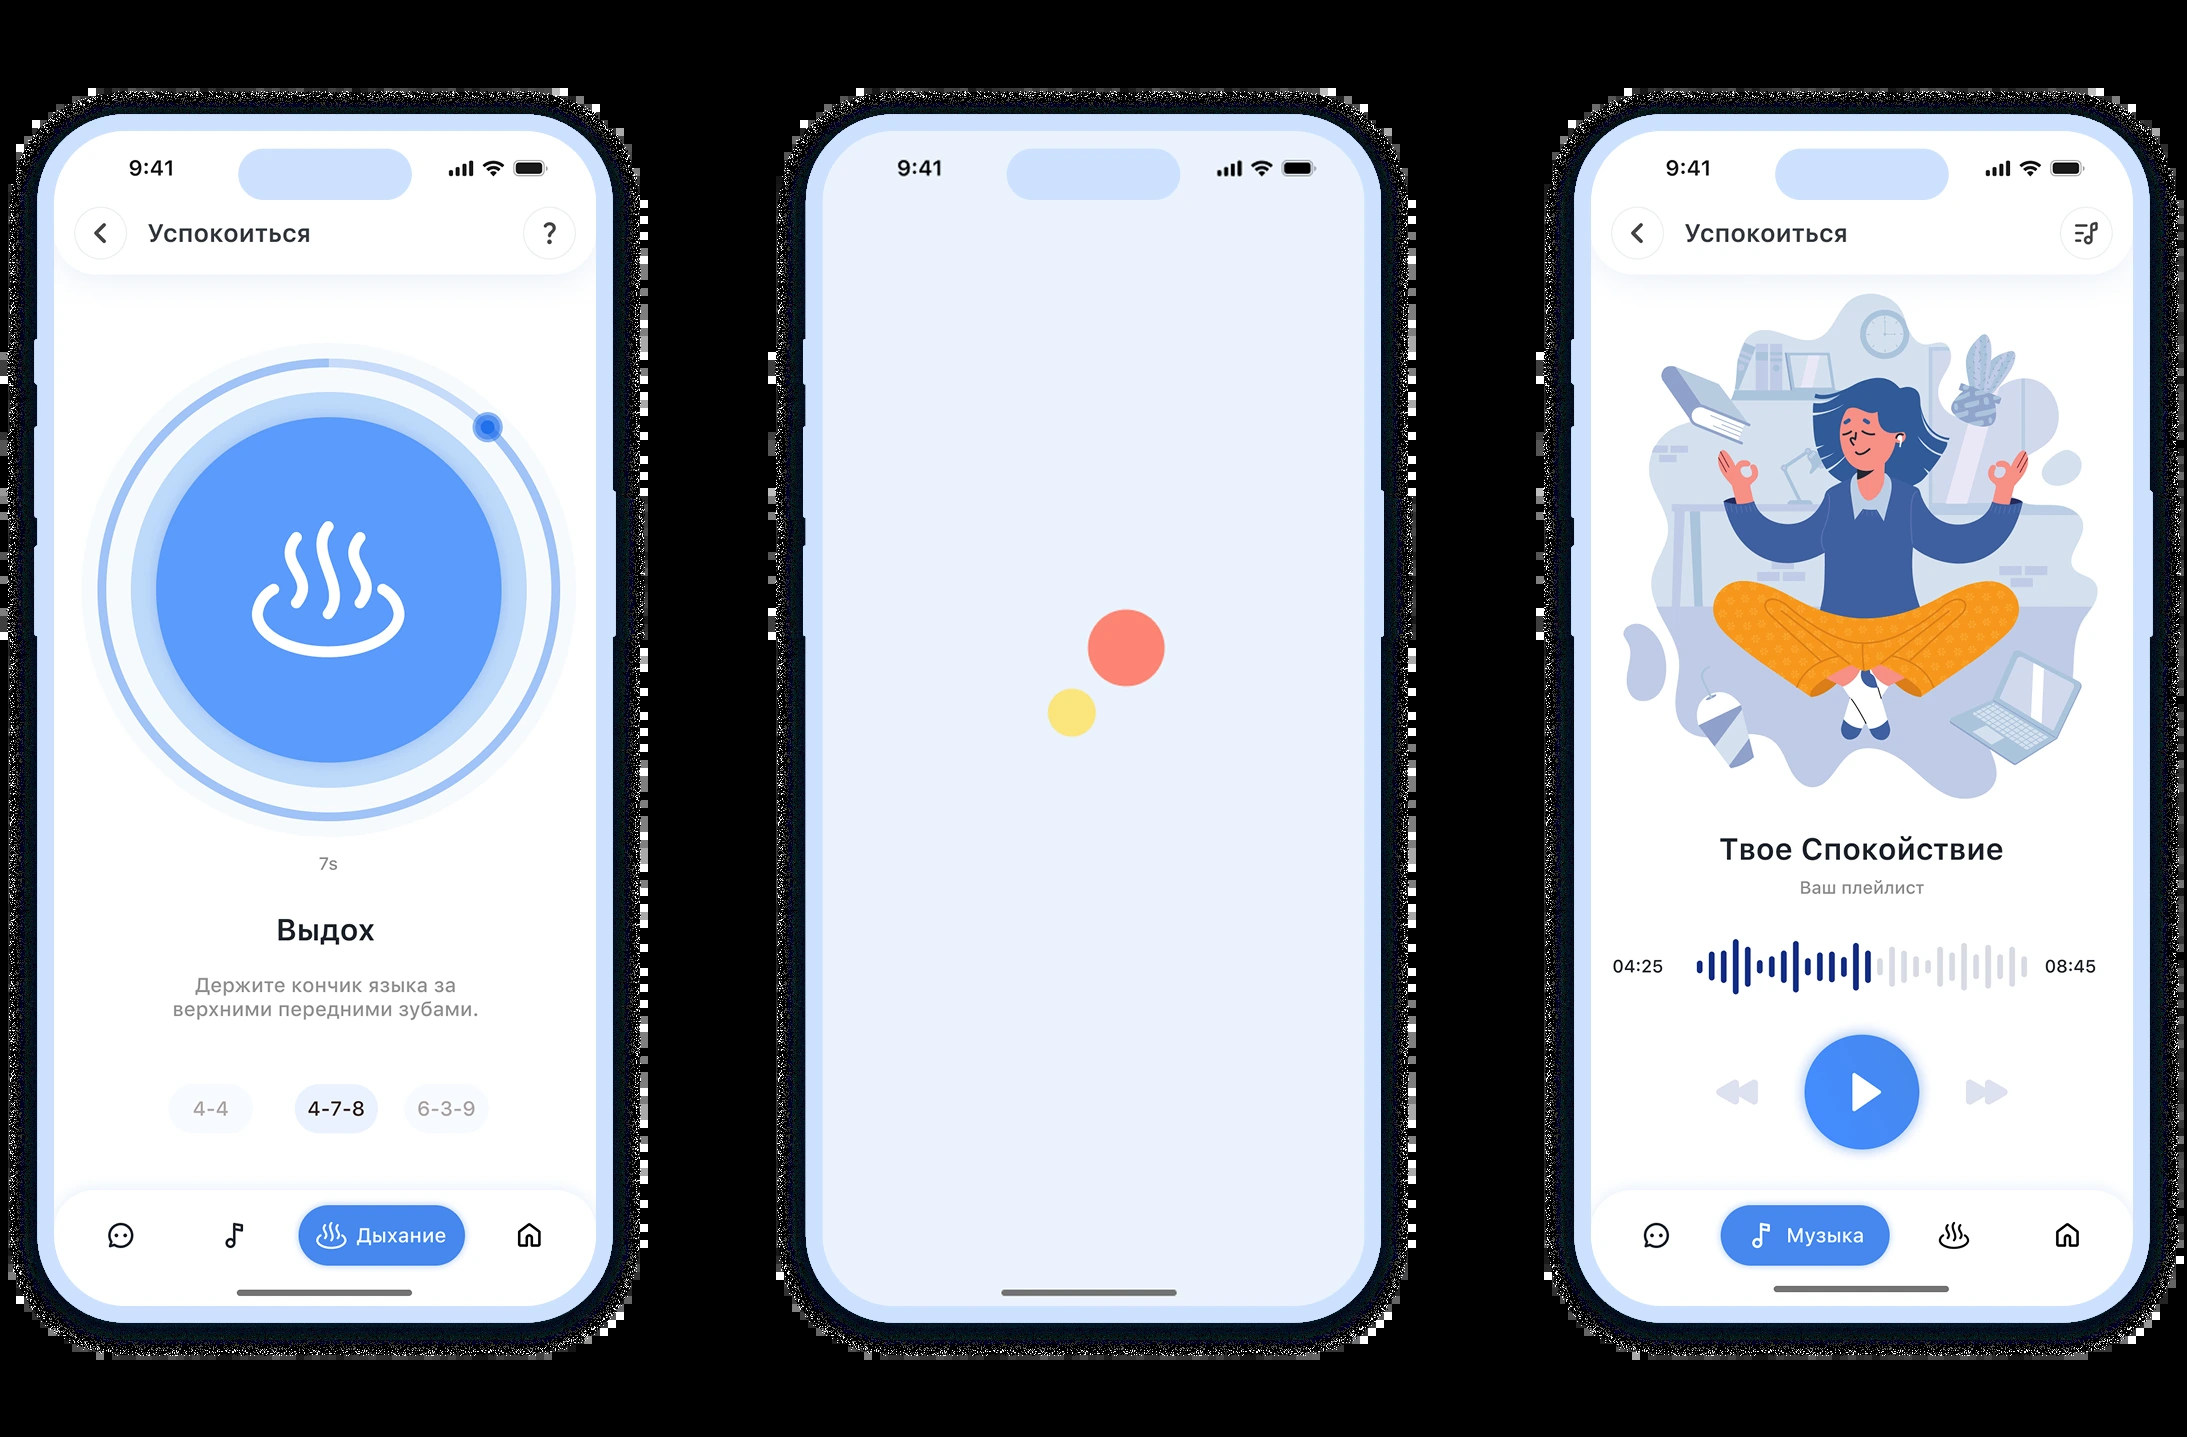 9:41
Успокоиться
?
7s
Выдох
Держите кончик языка за
верхними передними зубами.
4-4
4-7-8
6-3-9
Дыхание
9:41
9:41
Успокоиться
Твое Спокойствие
Ваш плейлист
04:25
08:45
Музыка